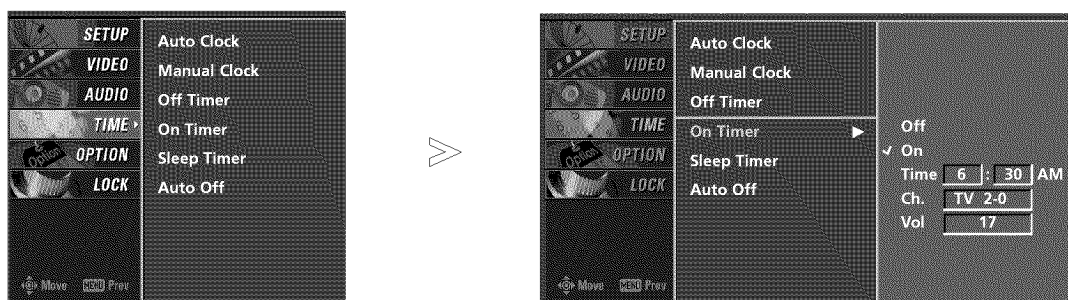 SETUP
VIDEO
AUDIO
TIME
OPTION
LOCK
Option
Auto Clock
Manual Clock
Off Timer
On Timer
Sleep Timer
Auto Off
Move MENU Prev
SETUP
VIDEO
AUDIO
TIME
OPTION
LOCK
Option
Auto Clock
Manual Clock
Off Timer
On Timer
Sleep Timer
Auto Off
Off
✓ On
Time 6 : 30 AM
Ch. TV 2-0
Vol 17
Move MENU Prev